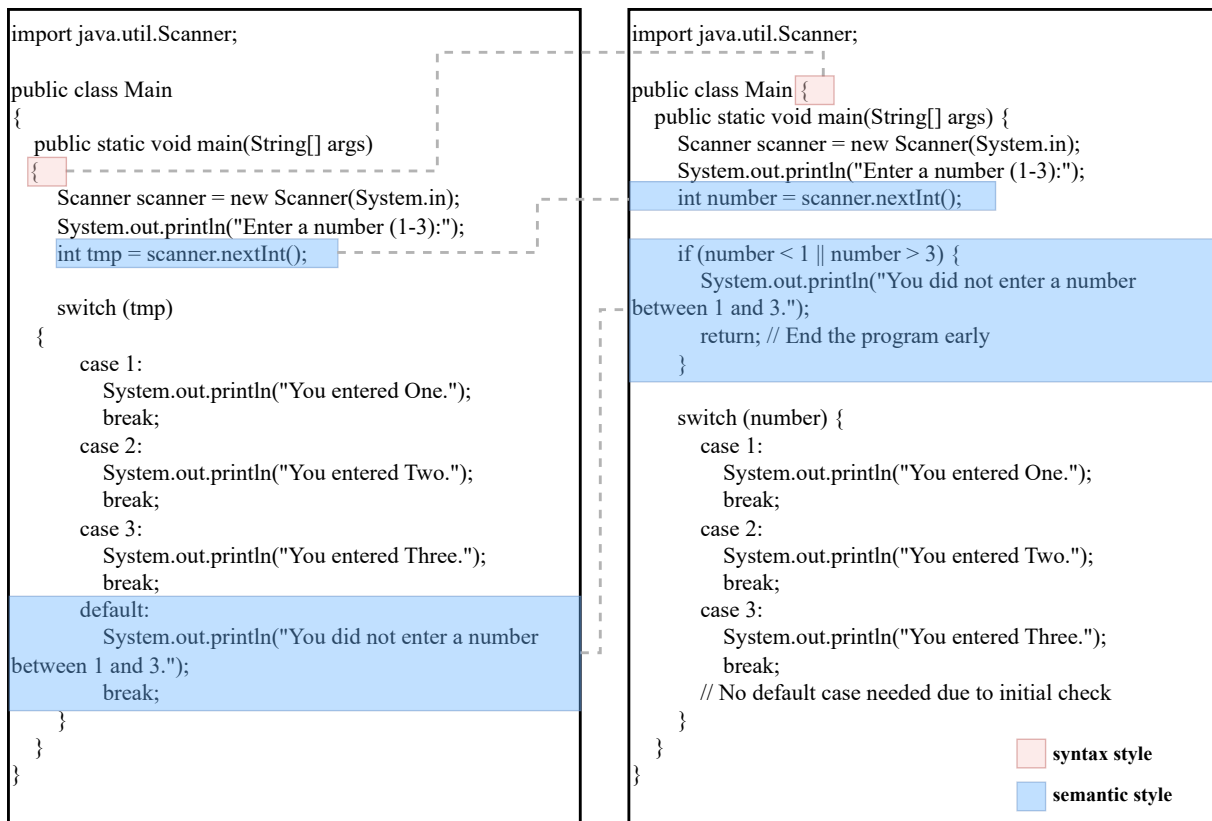 import java.util.Scanner;
public class Main
{
public static void main(String[] args)
{
Scanner scanner = new Scanner(System.in);
System.out.println("Enter a number (1-3):");
int tmp = scanner.nextInt();
switch (tmp)
{
case 1:
System.out.println("You entered One.");
break;
case 2:
System.out.println("You entered Two.");
break;
case 3:
System.out.println("You entered Three.");
break;
default:
System.out.println("You did not enter a number
between 1 and 3.");
break;
}
}
}
import java.util.Scanner;
public class Main {
public static void main(String[] args) {
Scanner scanner = new Scanner(System.in);
System.out.println("Enter a number (1-3):");
int number = scanner.nextInt();
if (number < 1 || number > 3) {
System.out.println("You did not enter a number
between 1 and 3.");
return; // End the program early
}
switch (number) {
case 1:
System.out.println("You entered One.");
break;
case 2:
System.out.println("You entered Two.");
break;
case 3:
System.out.println("You entered Three.");
break;
// No default case needed due to initial check
}
}
}
syntax style
semantic style